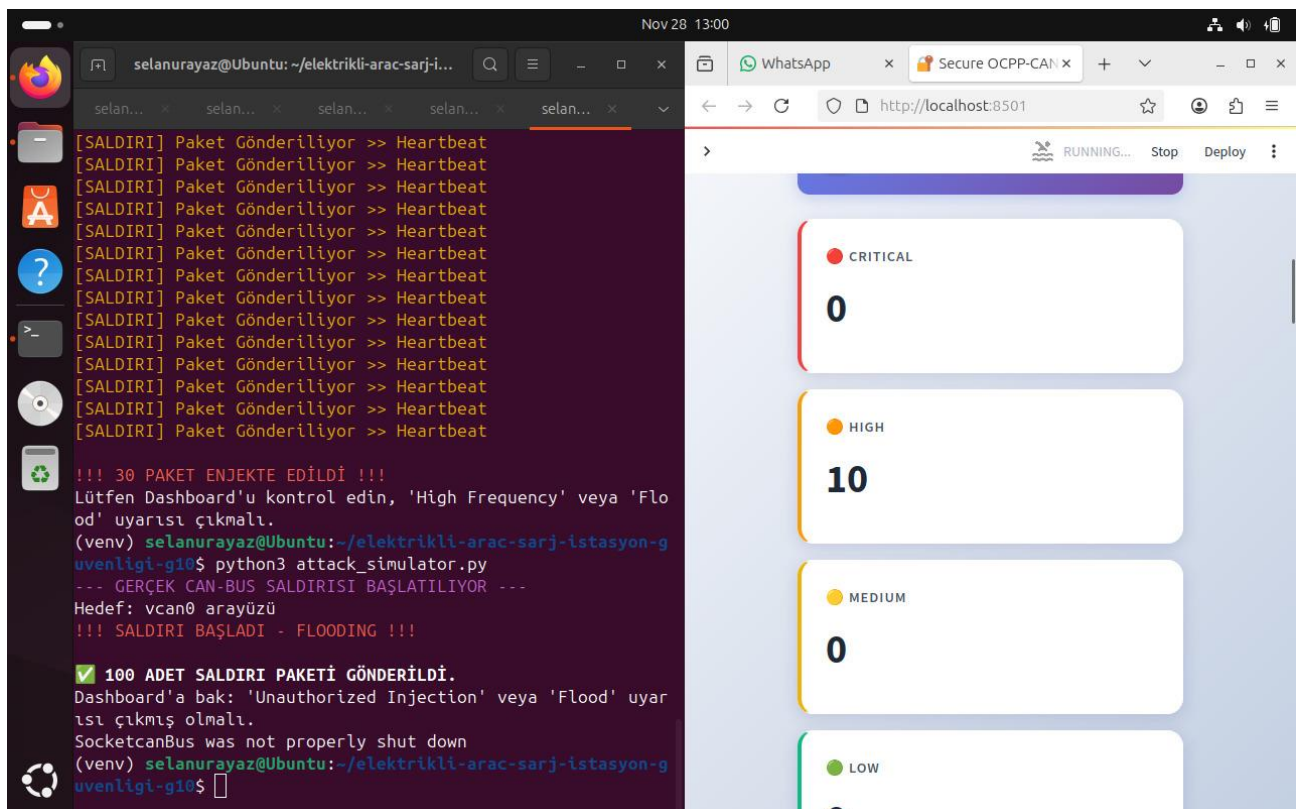 Nov 28 13:00
selanurayaz@Ubuntu: ~/elektrikli-arac-sarj-i...
selan...
selan...
selan...
selan...
selan...
[SALDIRI] Paket Gönderiliyor >> Heartbeat
[SALDIRI] Paket Gönderiliyor >> Heartbeat
[SALDIRI] Paket Gönderiliyor >> Heartbeat
[SALDIRI] Paket Gönderiliyor >> Heartbeat
[SALDIRI] Paket Gönderiliyor >> Heartbeat
[SALDIRI] Paket Gönderiliyor >> Heartbeat
[SALDIRI] Paket Gönderiliyor >> Heartbeat
[SALDIRI] Paket Gönderiliyor >> Heartbeat
[SALDIRI] Paket Gönderiliyor >> Heartbeat
[SALDIRI] Paket Gönderiliyor >> Heartbeat
[SALDIRI] Paket Gönderiliyor >> Heartbeat
[SALDIRI] Paket Gönderiliyor >> Heartbeat
[SALDIRI] Paket Gönderiliyor >> Heartbeat
[SALDIRI] Paket Gönderiliyor >> Heartbeat
!!! 30 PAKET ENJEKTE EDİLDİ !!!
Lütfen Dashboard'u kontrol edin, 'High Frequency' veya 'Flo
od' uyarısı çıkmalı.
(venv) selanurayaz@Ubuntu:~/elektrikli-arac-sarj-istasyon-g
uvenligi-g10$ python3 attack_simulator.py
--- GERÇEK CAN-BUS SALDIRISI BAŞLATILIYOR ---
Hedef: vcan0 arayüzü
!!! SALDIRI BAŞLADI - FLOODING !!!
✅ 100 ADET SALDIRI PAKETİ GÖNDERİLDİ.
Dashboard'a bak: 'Unauthorized Injection' veya 'Flood' uyar
ısı çıkmış olmalı.
SocketcanBus was not properly shut down
(venv) selanurayaz@Ubuntu:~/elektrikli-arac-sarj-istasyon-g
uvenligi-g10$
WhatsApp
Secure OCPP-CAN
http://localhost:8501
RUNNING... Stop Deploy
CRITICAL
0
HIGH
10
MEDIUM
0
LOW